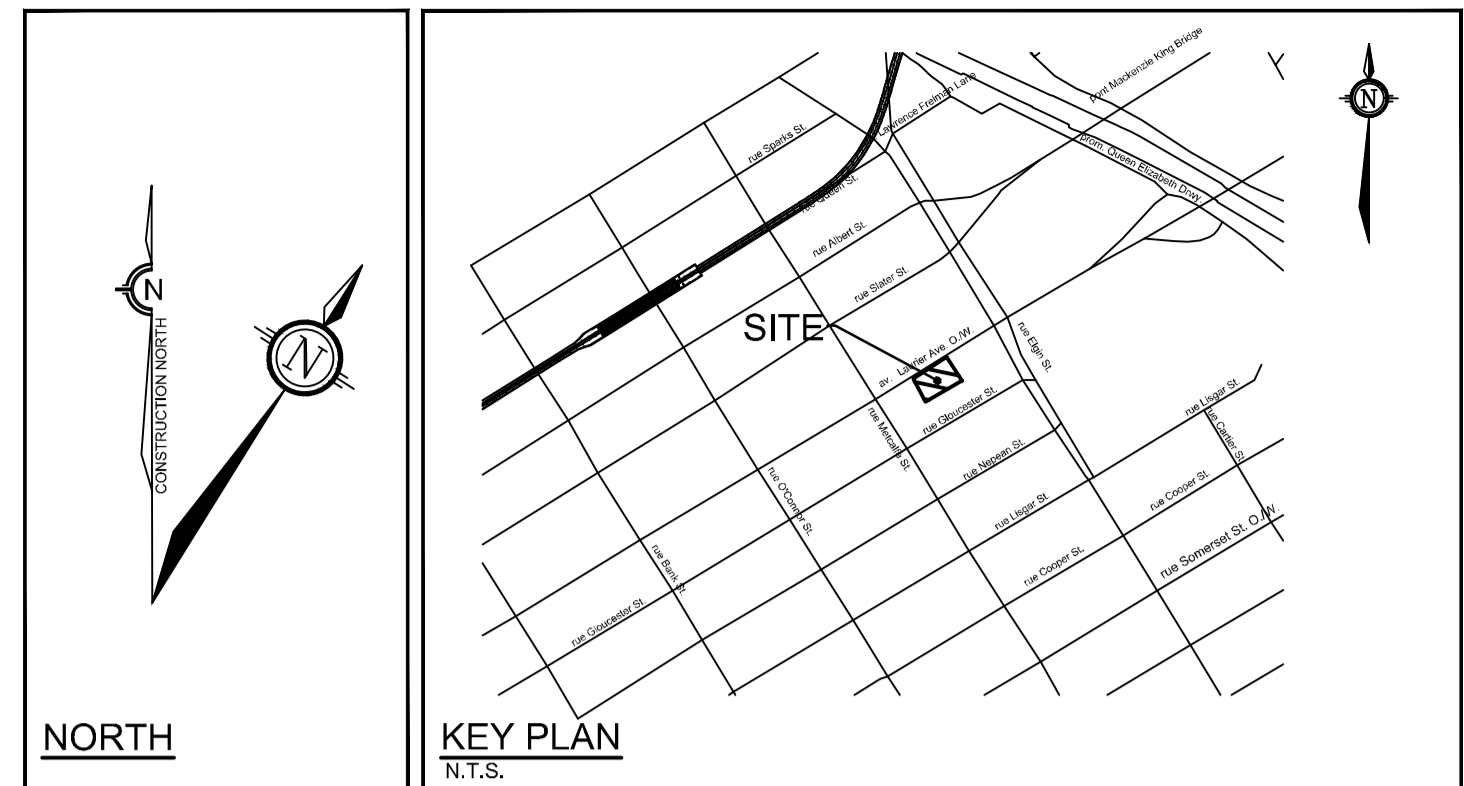 N
CONSTRUCTION NORTH
N
NORTH
pont Mackenzie King Bridge
Lawrence Freiman Lane
N
rue Sparks St.
prom. Queen Elizabeth Drwy.
rue Queen St.
rue Albert St.
rue Slater St.
SITE
av. Laurier Ave. O./W.
rue Elgin St.
rue Gloucester St.
rue Metcalfe St.
rue Lisgar St.
rue Cartier St.
rue Nepean St.
rue O'Connor St.
rue Lisgar St.
rue Cooper St.
rue Somerset St. O./W.
rue Bank St.
rue Cooper St.
rue Gloucester St.
KEY PLAN
N.T.S.